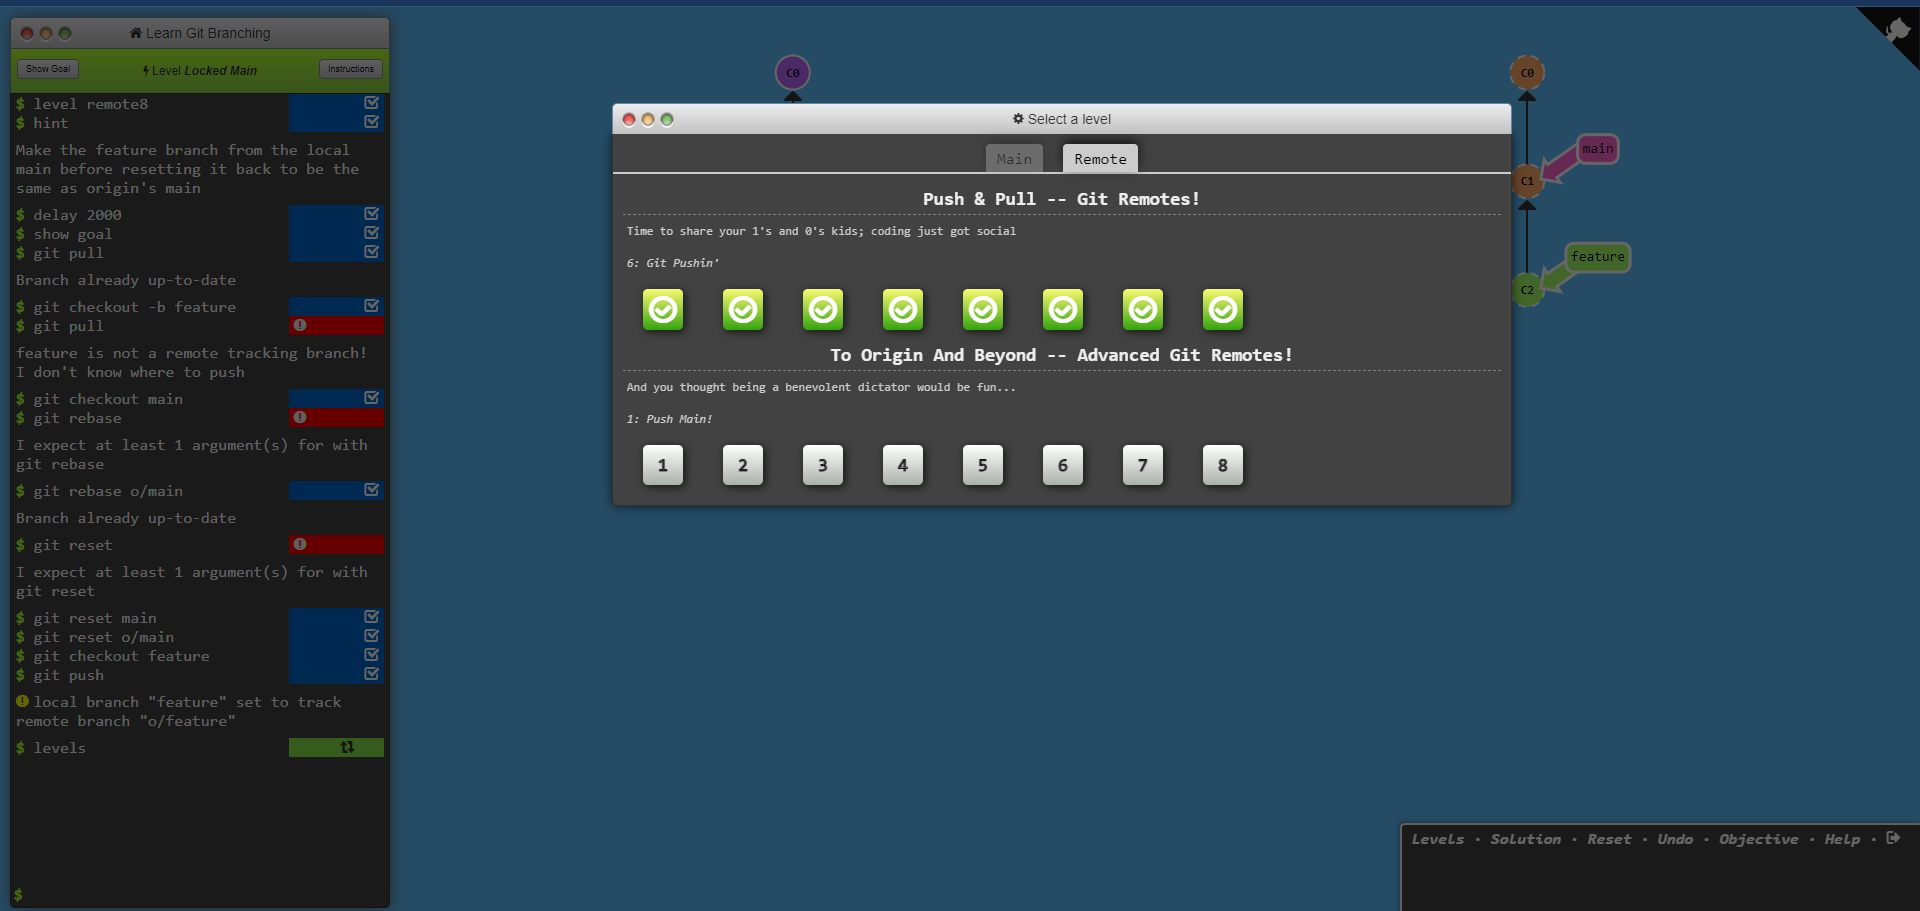 Learn Git Branching
Show Goal
Level Locked Main
Instructions
$ level remote8
$ hint
Make the feature branch from the local
main before resetting it back to be the
same as origin's main
$ delay 2000
$ show goal
$ git pull
Branch already up-to-date
$ git checkout -b feature
$ git pull
feature is not a remote tracking branch!
I don't know where to push
$ git checkout main
$ git rebase
I expect at least 1 argument(s) for with
git rebase
$ git rebase o/main
Branch already up-to-date
$ git reset
I expect at least 1 argument(s) for with
git reset
$ git reset main
$ git reset o/main
$ git checkout feature
$ git push
local branch "feature" set to track
remote branch "o/feature"
$ levels
$
C0
Select a level
Main
Remote
Push & Pull -- Git Remotes!
Time to share your 1's and 0's kids; coding just got social
6: Git Pushin'
To Origin And Beyond -- Advanced Git Remotes!
And you thought being a benevolent dictator would be fun...
1: Push Main!
1 2 3 4 5 6 7 8
C0
main
C1
feature
C2
Levels · Solution · Reset · Undo · Objective · Help ·